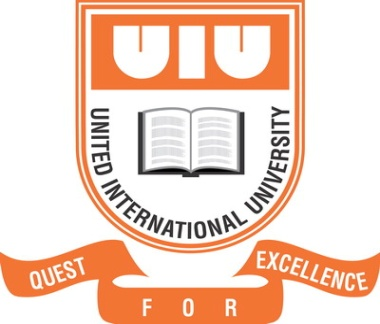 UIU
UNITED INTERNATIONAL UNIVERSITY
QUEST
FOR
EXCELLENCE